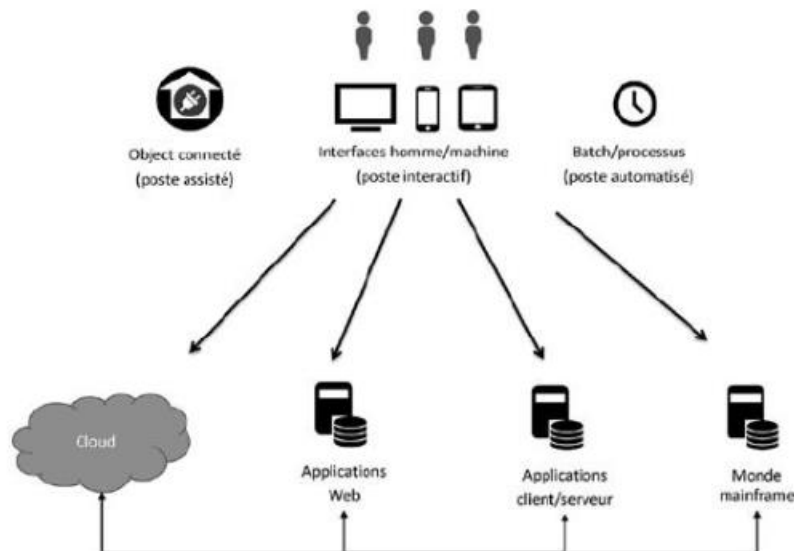 Object connecté
(poste assisté)
Interfaces homme/machine
(poste interactif)
Batch/processus
(poste automatisé)
Cloud
Applications
Web
Applications
client/serveur
Monde
mainframe